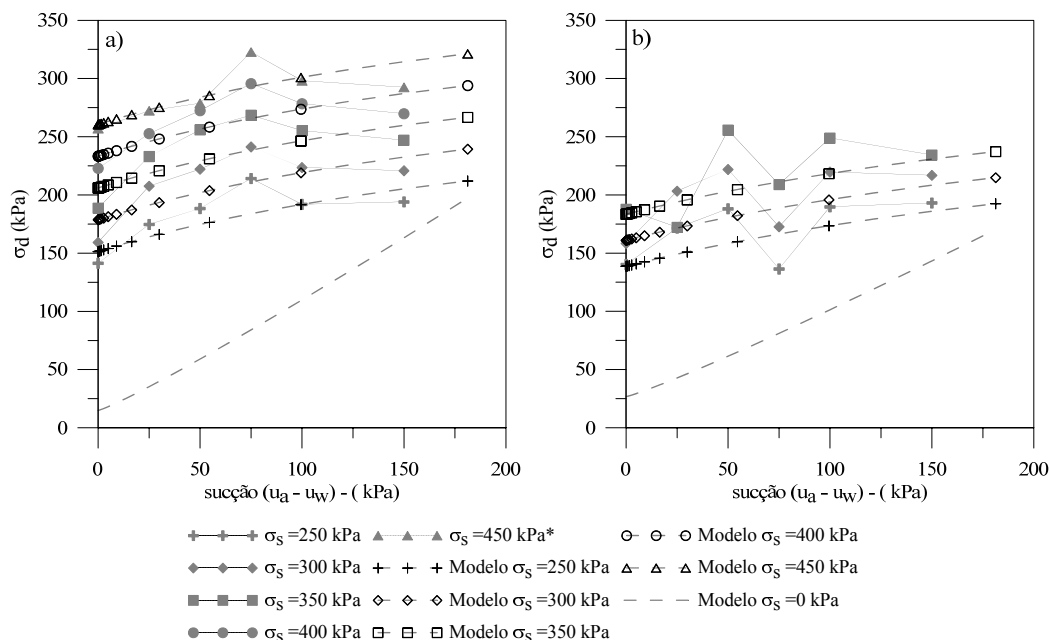 a)
350
300
250
200
150
100
50
0
σd (kPa)
0 50 100 150 200
sucção (ua - uw) - ( kPa)
b)
350
300
250
200
150
100
50
0
σd (kPa)
0 50 100 150 200
sucção (ua - uw) - ( kPa)
σs =250 kPa σs =450 kPa* Modelo σs =400 kPa
σs =300 kPa Modelo σs =250 kPa Modelo σs =450 kPa
σs =350 kPa Modelo σs =300 kPa Modelo σs =0 kPa
σs =400 kPa Modelo σs =350 kPa